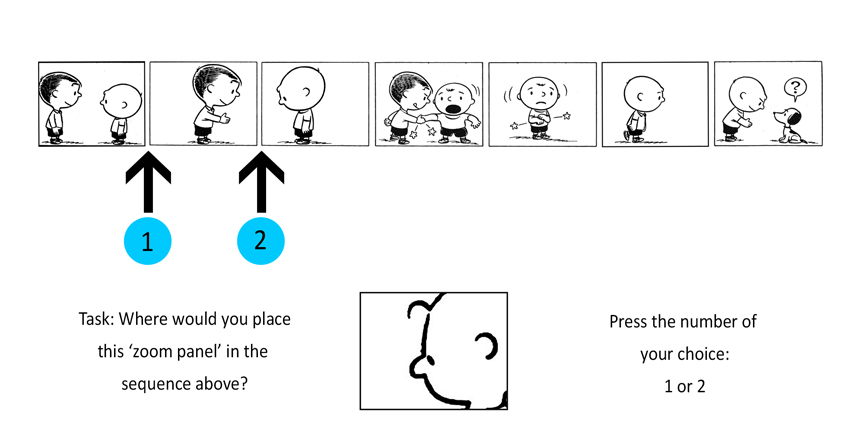 ?
1
2
Task: Where would you place
this ‘zoom panel’ in the
sequence above?
Press the number of
your choice:
1 or 2